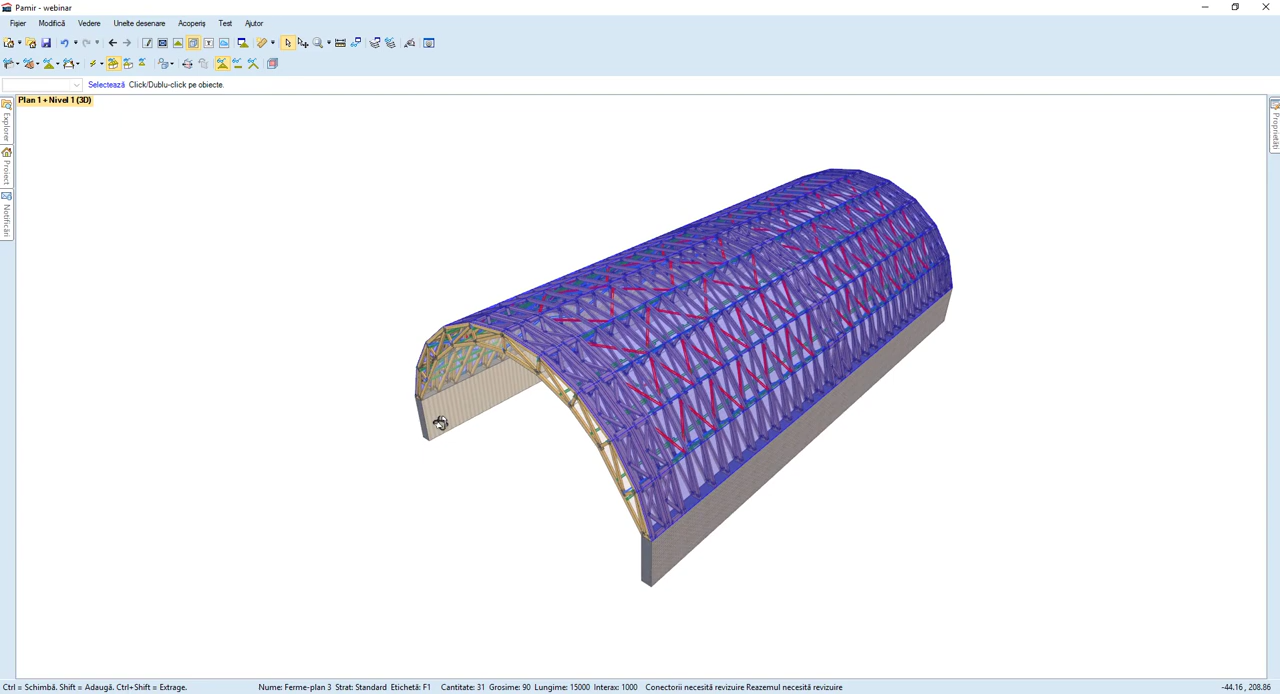 Pamir - webinar
Fișier Modifică Vedere Unelte desenare Acoperiș Test Ajutor
Selectează Click/Dublu-click pe obiecte.
Plan 1 + Nivel 1 (3D)
Explorer
Proiect
Notificări
Proprietăți
Ctrl = Schimbă. Shift = Adaugă. Ctrl+Shift = Extrage. Nume: Ferme-plan 3 Strat: Standard Etichetă: F1 Cantitate: 31 Grosime: 90 Lungime: 15000 Interax: 1000 Conectorii necesită revizuire Reazemul necesită revizuire -44.16, 208.86